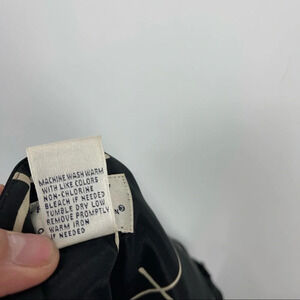 MACHINE WASH WARM
WITH LIKE COLORS
NON-CHLORINE
BLEACH IF NEEDED
TUMBLE DRY LOW
REMOVE PROMPTLY
WARM IRON
IF NEEDED